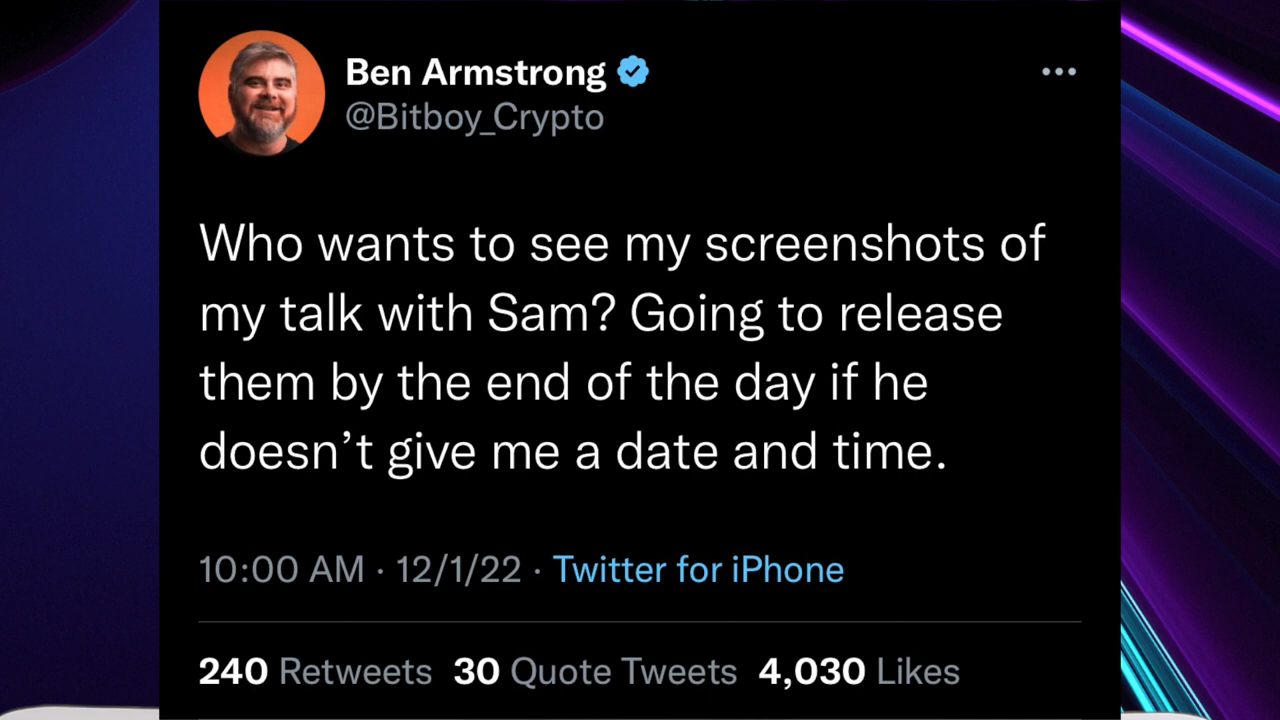 Ben Armstrong
@Bitboy_Crypto
Who wants to see my screenshots of
my talk with Sam? Going to release
them by the end of the day if he
doesn’t give me a date and time.
10:00 AM · 12/1/22 · Twitter for iPhone
240 Retweets 30 Quote Tweets 4,030 Likes